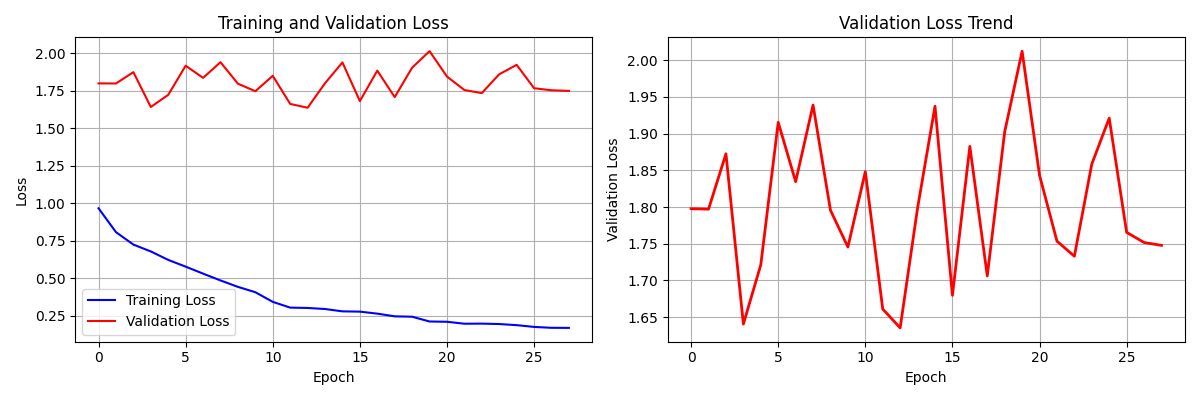 Training and Validation Loss
2.00
1.75
1.50
1.25
1.00
0.75
0.50
0.25
Loss
Training Loss
Validation Loss
0 5 10 15 20 25
Epoch
Validation Loss Trend
2.00
1.95
1.90
1.85
1.80
1.75
1.70
1.65
Validation Loss
0 5 10 15 20 25
Epoch